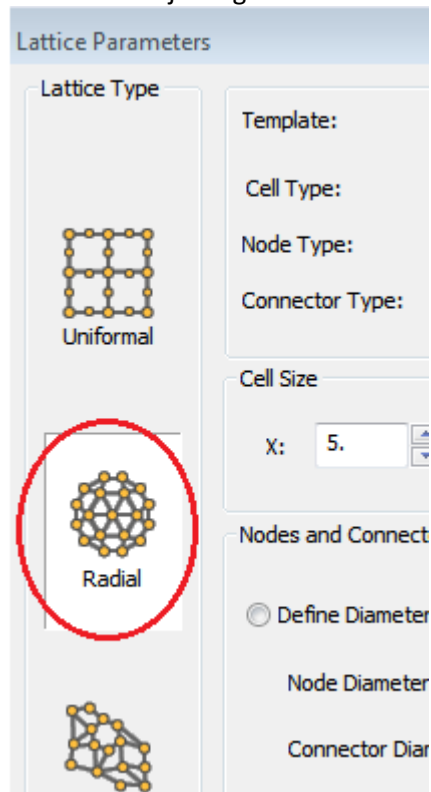 Lattice Parameters
Lattice Type
Uniformal
Radial
Template:
Cell Type:
Node Type:
Connector Type:
Cell Size
X: 5.
Nodes and Connect
Define Diameter
Node Diameter
Connector Diar